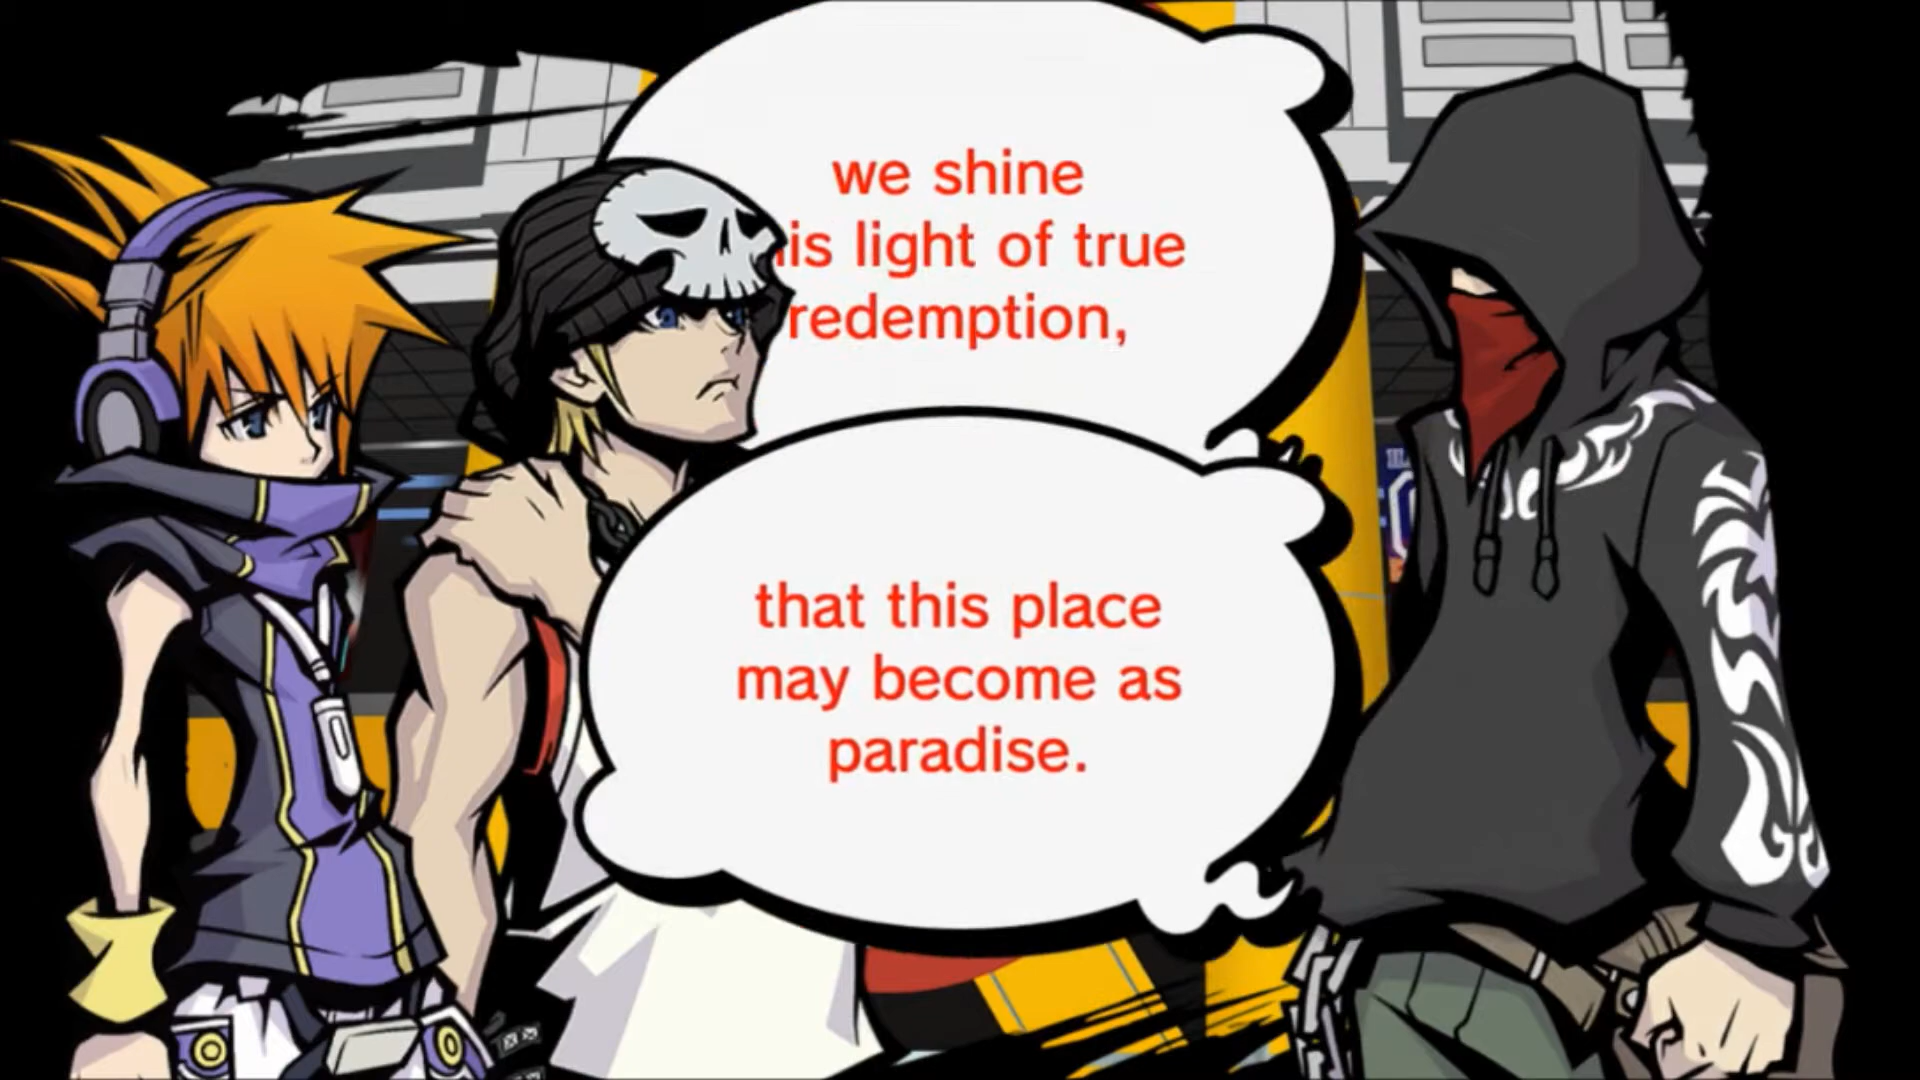 we shine
is light of true
redemption,
that this place
may become as
paradise.